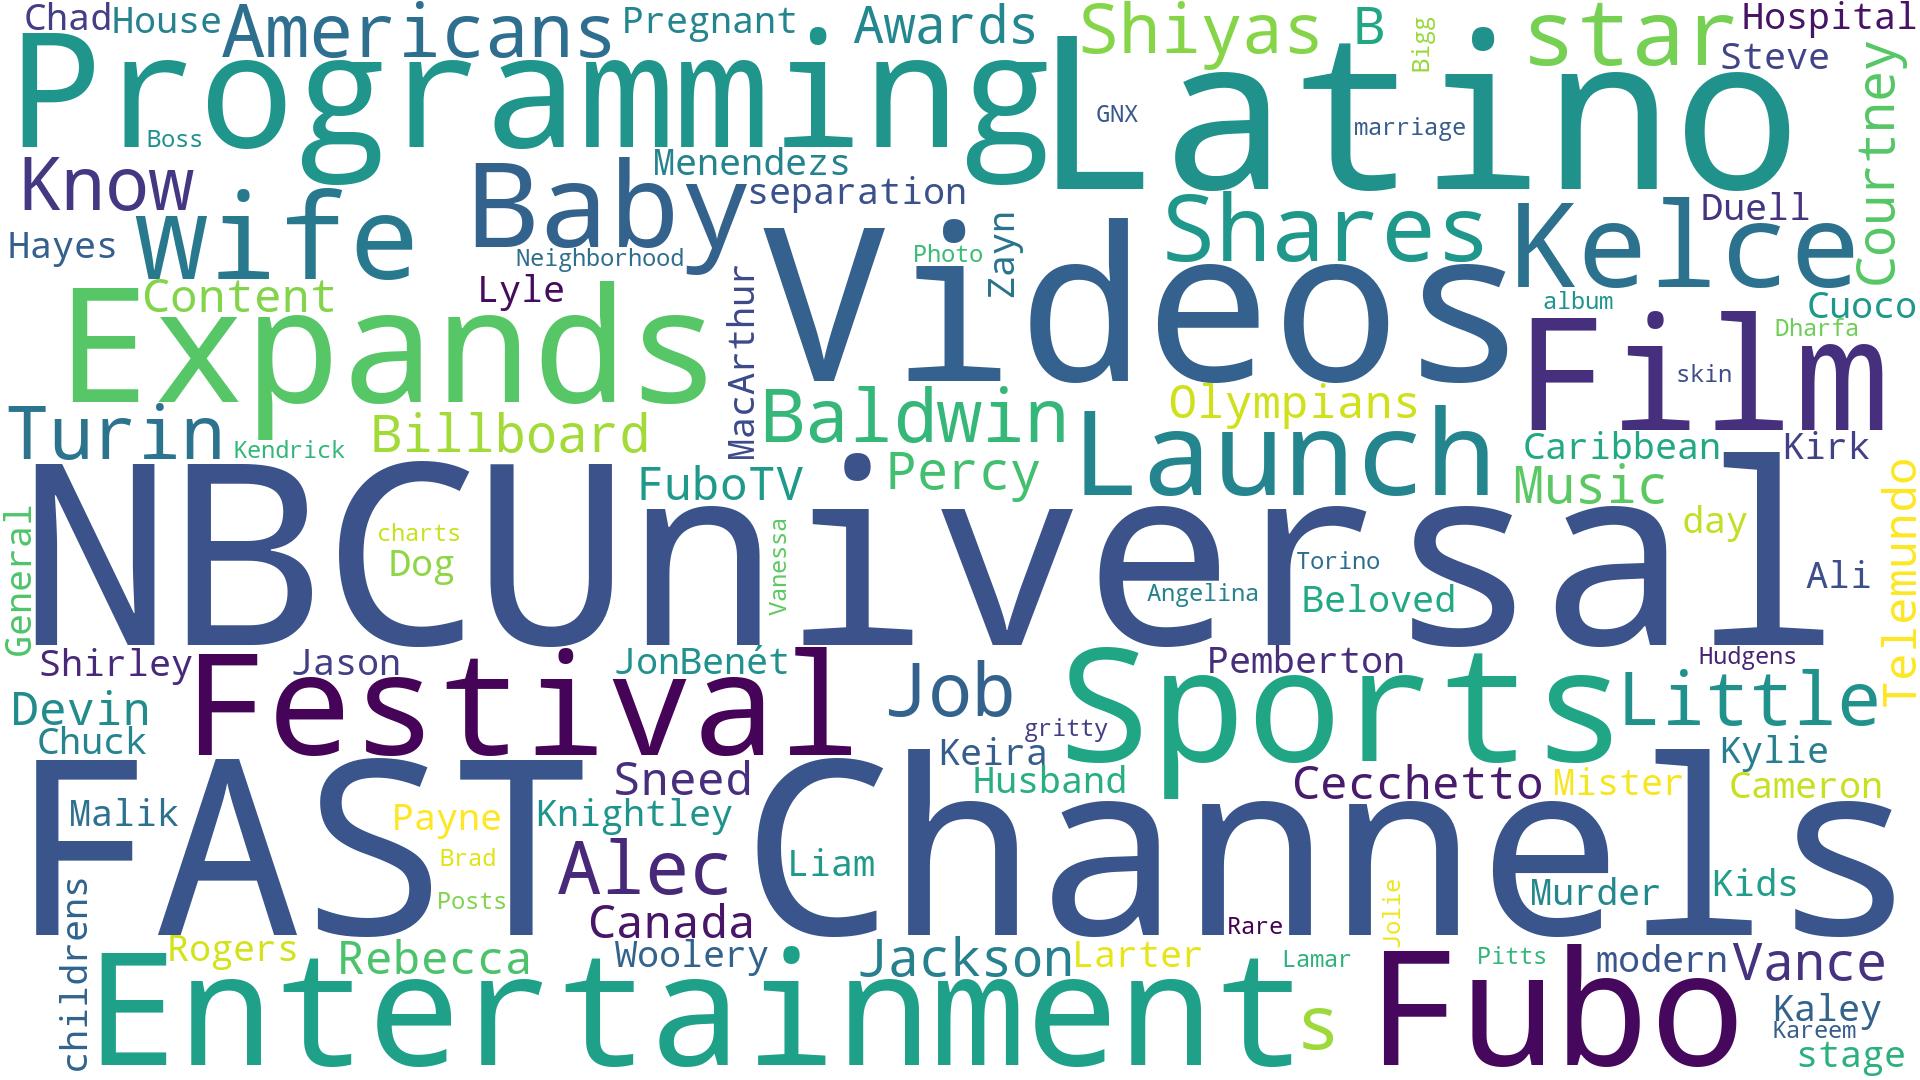 Chad
House
Americans
Pregnant
Awards
Shiyas
B
Bigg
star
Hospital
Steve
Programming
Latino
Courtney
Boss
GNX
marriage
Know
Wife
Baby
Menendezs
separation
Shares
Kelce
Duell
Hayes
Neighborhood
Zayn
Photo
Videos
Content
Lyle
MacArthur
album
Cuoco
Expands
Film
Dharfa
skin
Turin
Kendrick
Billboard
Baldwin
Olympians
Launch
Caribbean
Kirk
FuboTV
Percy
Music
Telemundo
General
NBCUniversal
charts
Dog
Vanessa
day
Torino
Angelina
Beloved
Ali
Shirley
Jason
JonBenét
Pemberton
Hudgens
Festival
Job
Sports
Little
Devin
Chuck
gritty
Keira
Kylie
Sneed
Husband
Cecchetto
Mister
Cameron
FAST
Channels
Malik
Payne
Knightley
Brad
Alec
Liam
Murder
Kids
Posts
Canada
Rare
Jolie
childrens
Rogers
Rebecca
Woolery
Jackson
Larter
Lamar
Pitts
modern
Vance
Entertainment
s
Fubo
Kaley
Kareem
stage